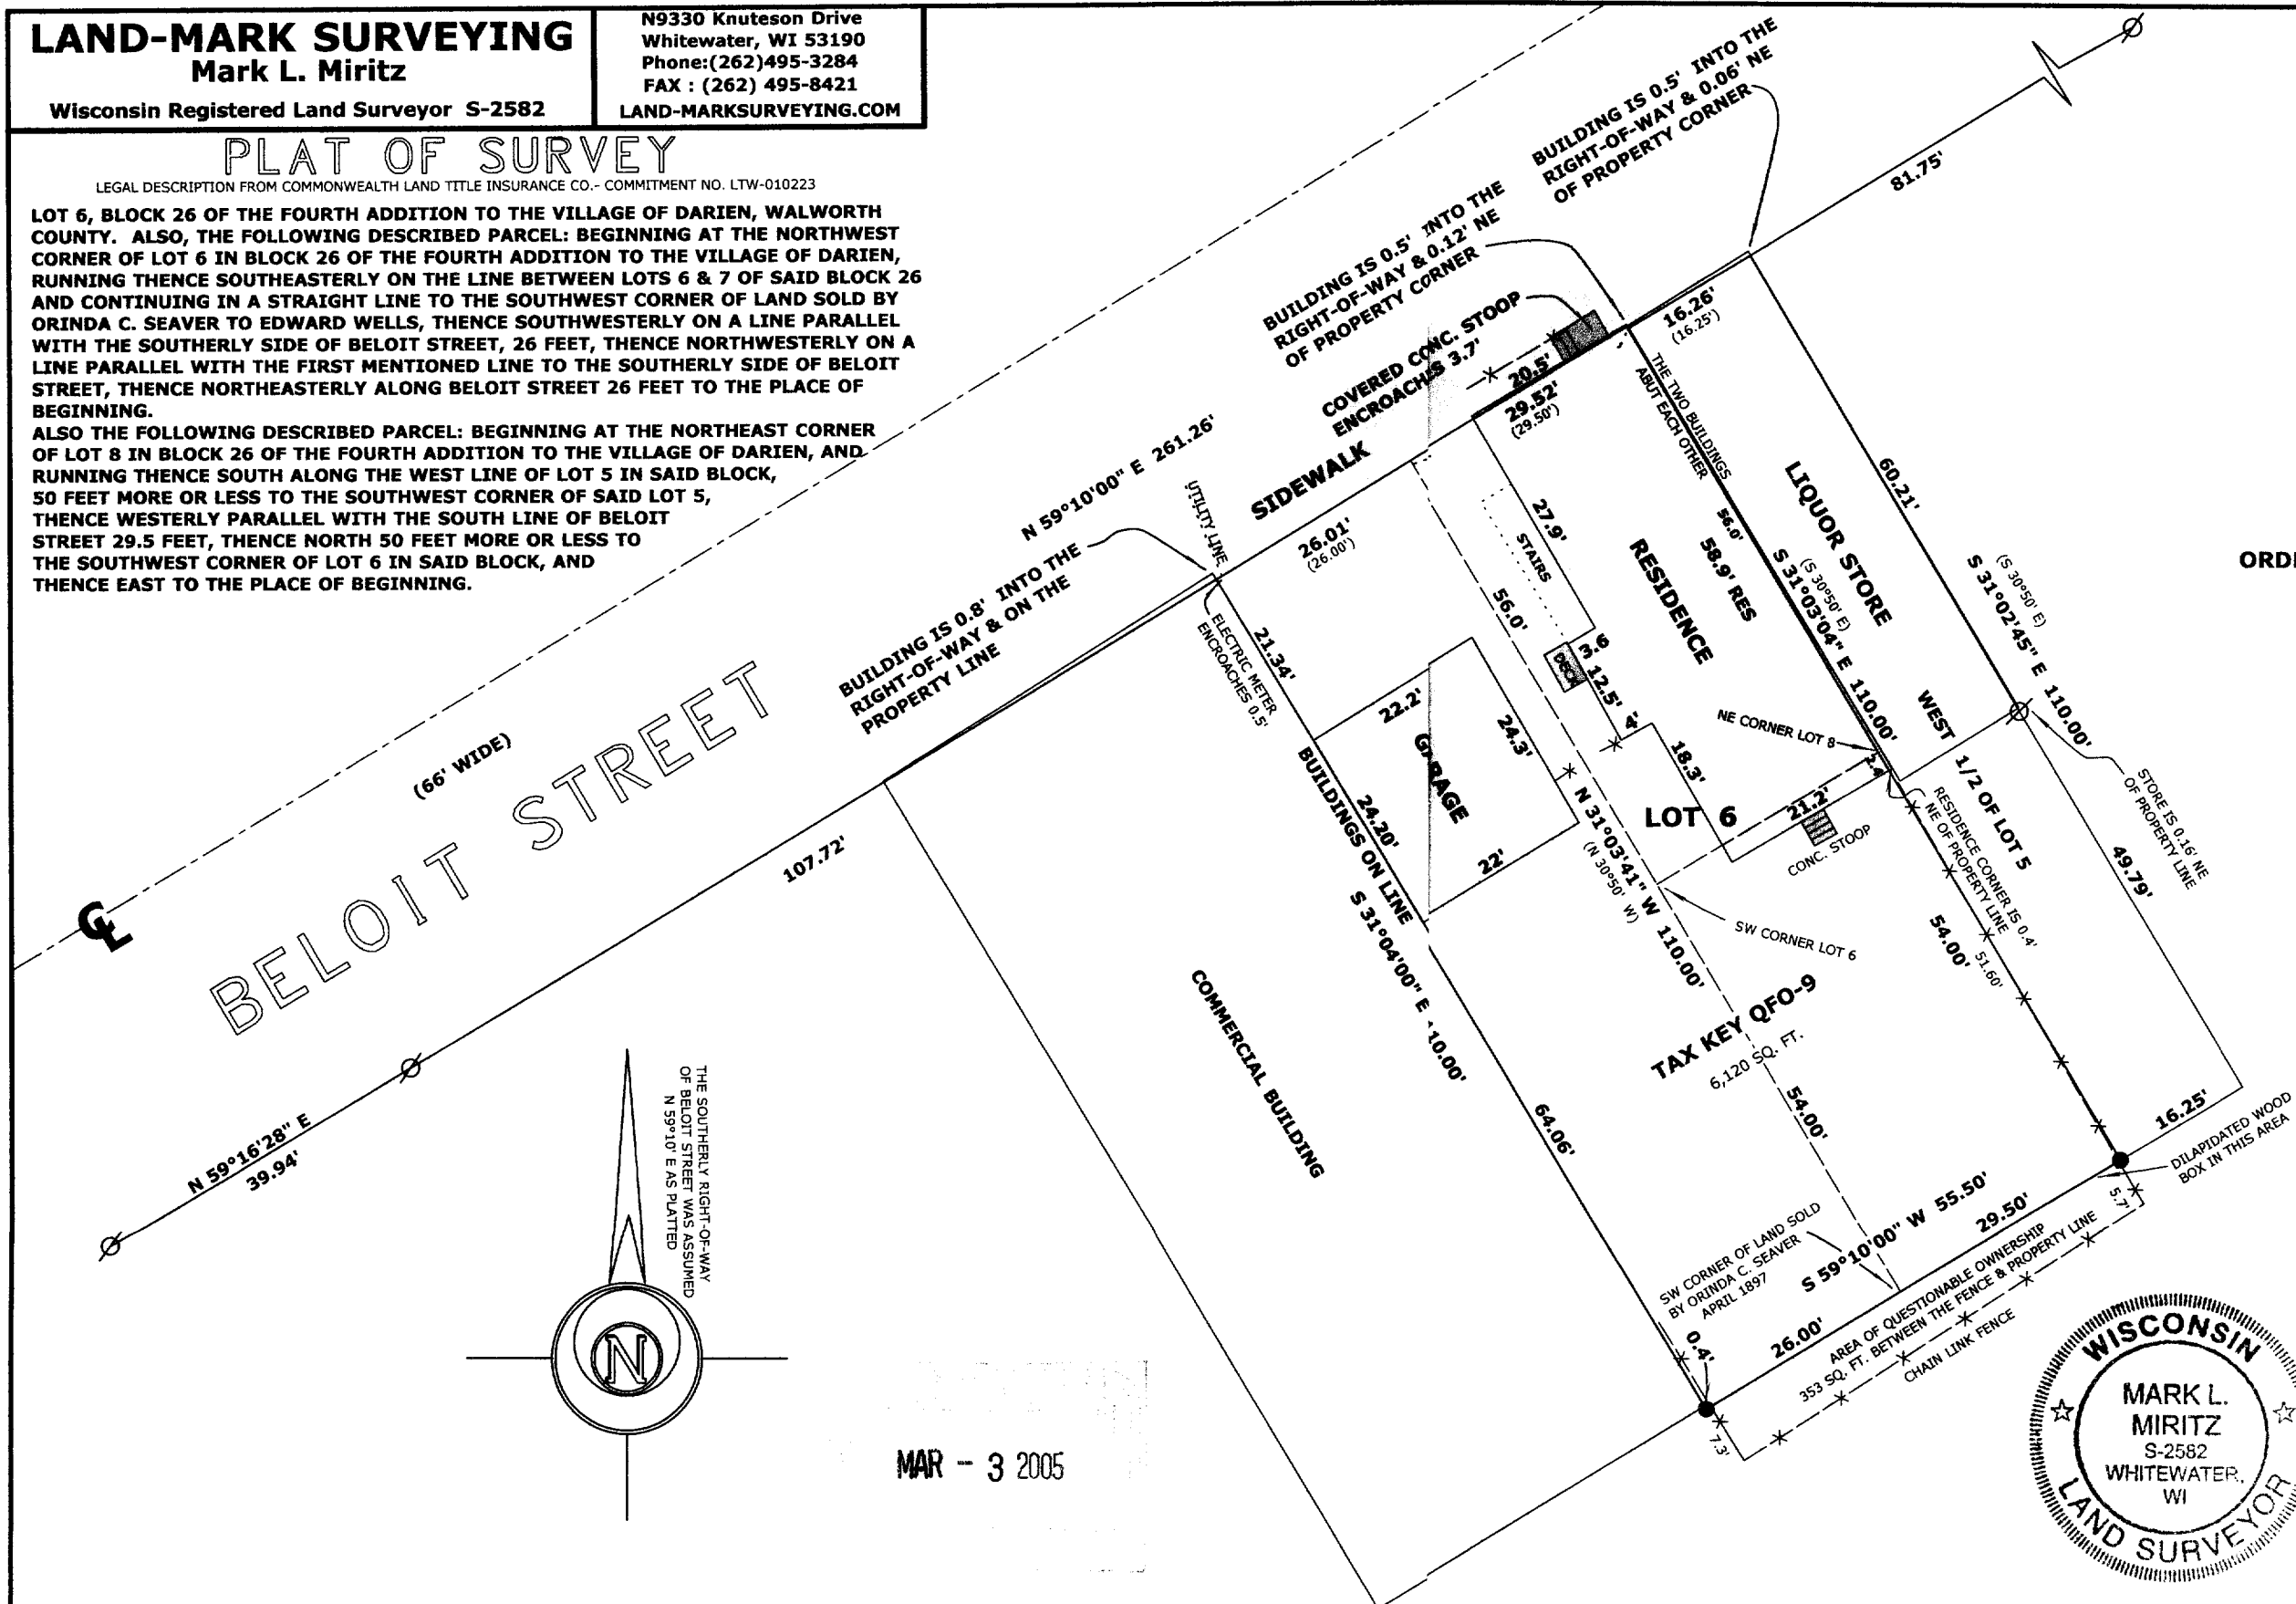 LAND-MARK SURVEYING
Mark L. Miritz
Wisconsin Registered Land Surveyor S-2582
N9330 Knuteson Drive
Whitewater, WI 53190
Phone:(262)495-3284
FAX : (262) 495-8421
LAND-MARKSURVEYING.COM
PLAT OF SURVEY
LEGAL DESCRIPTION FROM COMMONWEALTH LAND TITLE INSURANCE CO.- COMMITMENT NO. LTW-010223
LOT 6, BLOCK 26 OF THE FOURTH ADDITION TO THE VILLAGE OF DARIEN, WALWORTH
COUNTY. ALSO, THE FOLLOWING DESCRIBED PARCEL: BEGINNING AT THE NORTHWEST
CORNER OF LOT 6 IN BLOCK 26 OF THE FOURTH ADDITION TO THE VILLAGE OF DARIEN,
RUNNING THENCE SOUTHEASTERLY ON THE LINE BETWEEN LOTS 6 & 7 OF SAID BLOCK 26
AND CONTINUING IN A STRAIGHT LINE TO THE SOUTHWEST CORNER OF LAND SOLD BY
ORINDA C. SEAVER TO EDWARD WELLS, THENCE SOUTHWESTERLY ON A LINE PARALLEL
WITH THE SOUTHERLY SIDE OF BELOIT STREET, 26 FEET, THENCE NORTHWESTERLY ON A
LINE PARALLEL WITH THE FIRST MENTIONED LINE TO THE SOUTHERLY SIDE OF BELOIT
STREET, THENCE NORTHEASTERLY ALONG BELOIT STREET 26 FEET TO THE PLACE OF
BEGINNING.
ALSO THE FOLLOWING DESCRIBED PARCEL: BEGINNING AT THE NORTHEAST CORNER
OF LOT 8 IN BLOCK 26 OF THE FOURTH ADDITION TO THE VILLAGE OF DARIEN, AND
RUNNING THENCE SOUTH ALONG THE WEST LINE OF LOT 5 IN SAID BLOCK,
50 FEET MORE OR LESS TO THE SOUTHWEST CORNER OF SAID LOT 5,
THENCE WESTERLY PARALLEL WITH THE SOUTH LINE OF BELOIT
STREET 29.5 FEET, THENCE NORTH 50 FEET MORE OR LESS TO
THE SOUTHWEST CORNER OF LOT 6 IN SAID BLOCK, AND
THENCE EAST TO THE PLACE OF BEGINNING.
BUILDING IS 0.5' INTO THE
RIGHT-OF-WAY & 0.06' NE
OF PROPERTY CORNER
BUILDING IS 0.5' INTO THE
RIGHT-OF-WAY & 0.12' NE
OF PROPERTY CORNER
COVERED CONC. STOOP
ENCROACHES 3.7'
81.75'
16.26'
(16.25')
20.5'
29.52'
(29.50')
SIDEWALK
N 59°10'00" E 261.26'
UTILITY LINE
26.01'
(26.00')
BUILDING IS 0.8' INTO THE
RIGHT-OF-WAY & ON THE
PROPERTY LINE
ELECTRIC METER
ENCROACHES 0.5'
21.34'
THE TWO BUILDINGS
ABUT EACH OTHER
56.0'
LIQUOR STORE
60.21'
(S 30°50' E)
S 31°02'45" E 110.00'
ORD
27.9'
STAIRS
56.0'
RESIDENCE
58.9' RES
(S 30°50' E)
S 31°03'04" E 110.00'
3.6
DECK
12.5'
4'
18.3'
22.2'
24.3'
GARAGE
22'
24.20'
BUILDINGS ON LINE
S 31°04'00" E 10.00'
NE CORNER LOT 8
2.4
WEST 1/2 OF LOT 5
LOT 6
21.2'
CONC. STOOP
RESIDENCE CORNER IS 0.4'
NE OF PROPERTY LINE
STORE IS 0.16' NE
OF PROPERTY LINE
49.79'
N 31°03'41" W 110.00'
(N 30°50' W)
SW CORNER LOT 6
54.00'
51.60'
TAX KEY QFO-9
6,120 SQ. FT.
54.00'
COMMERCIAL BUILDING
64.06'
16.25'
DILAPIDATED WOOD
BOX IN THIS AREA
5.7'
SW CORNER OF LAND SOLD
BY ORINDA C. SEAVER
APRIL 1897
0.4'
S 59°10'00" W 55.50'
29.50'
26.00'
AREA OF QUESTIONABLE OWNERSHIP
353 SQ. FT. BETWEEN THE FENCE & PROPERTY LINE
CHAIN LINK FENCE
7.3'
(66' WIDE)
BELOIT STREET
107.72'
CL
N 59°16'28" E
39.94'
THE SOUTHERLY RIGHT-OF-WAY
OF BELOIT STREET WAS ASSUMED
N 59°10' E AS PLATTED
N
MAR - 3 2005
WISCONSIN
MARK L.
MIRITZ
S-2582
WHITEWATER,
WI
LAND SURVEYOR